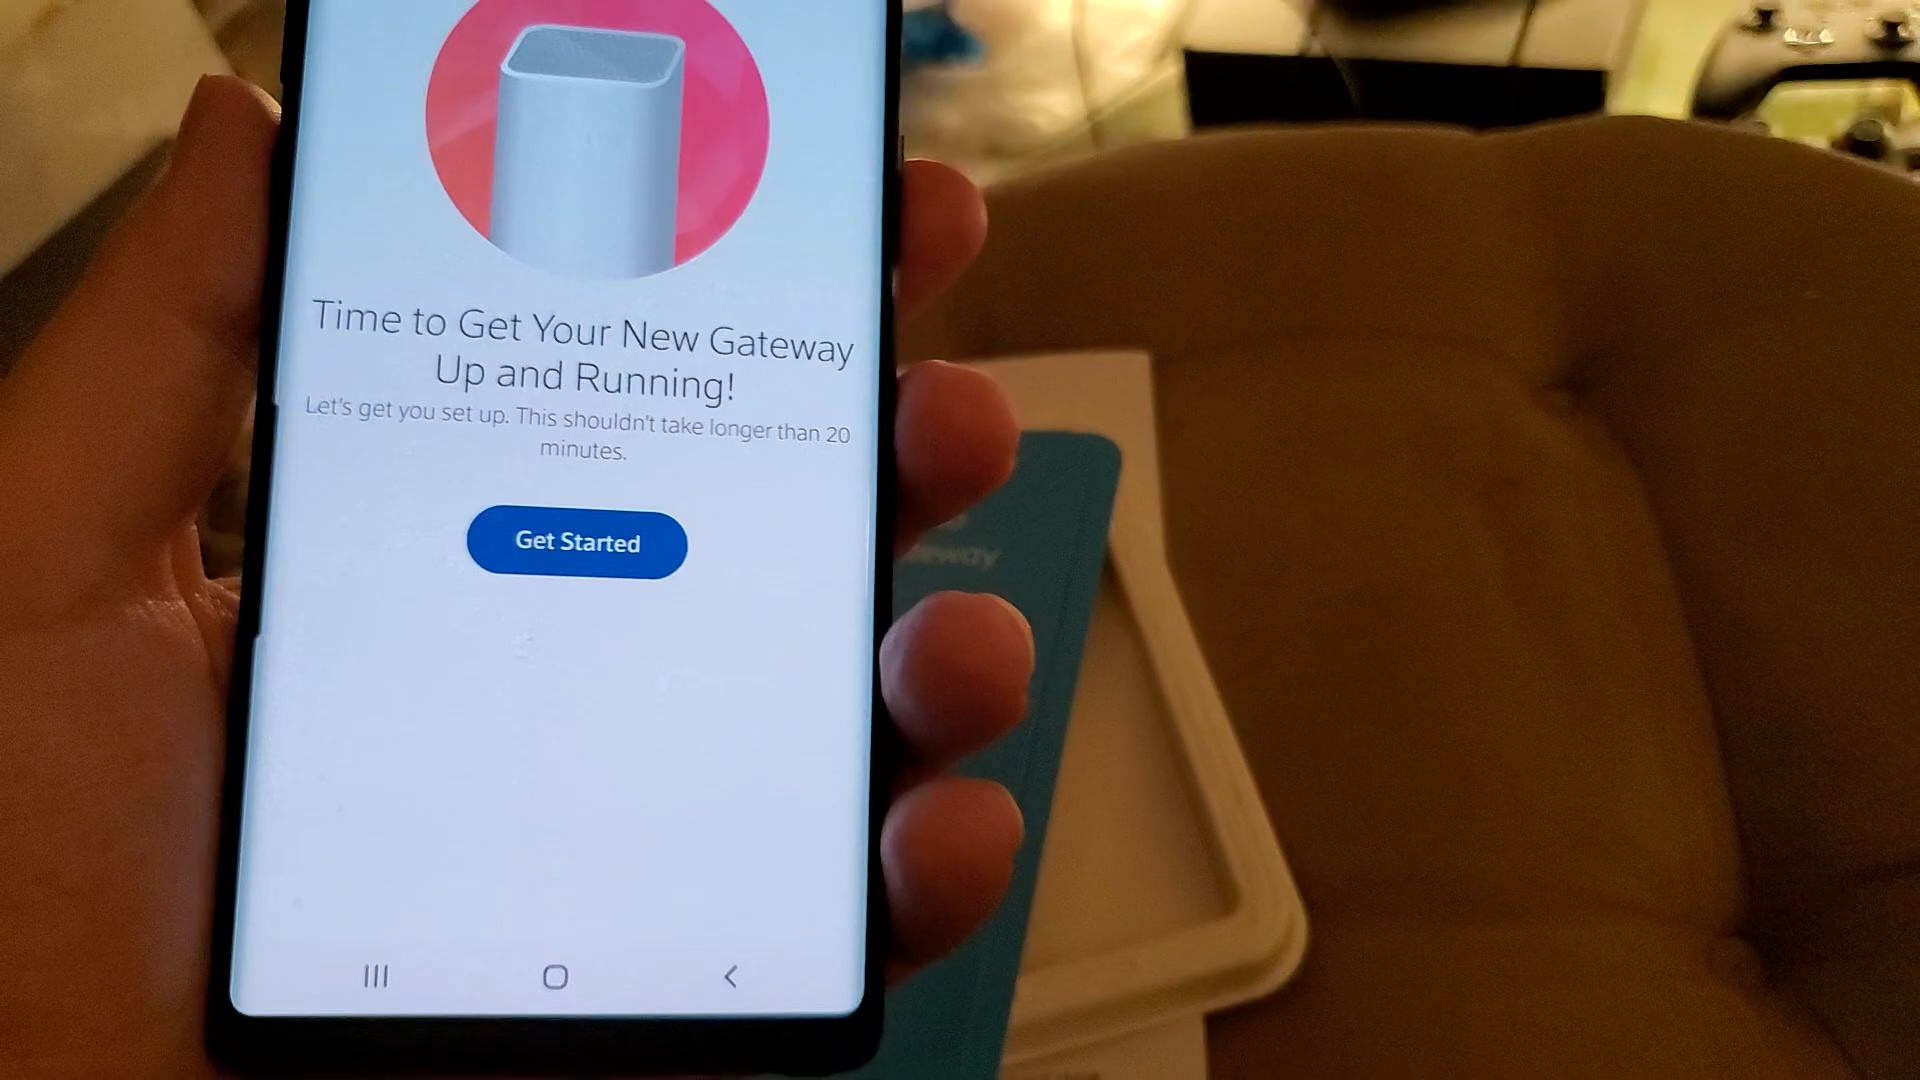 Time to Get Your New Gateway
Up and Running!
Let's get you set up. This shouldn't take longer than 20
minutes.
Get Started